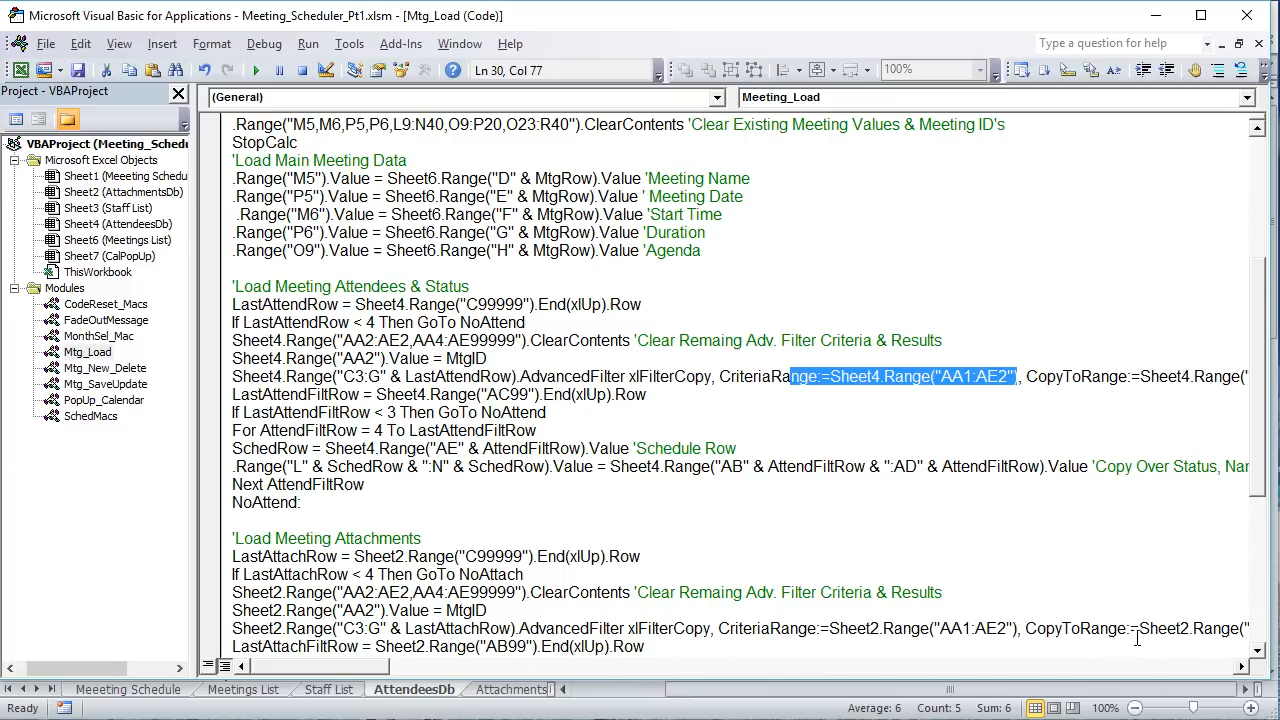 Microsoft Visual Basic for Applications - Meeting_Scheduler_Pt1.xlsm - [Mtg_Load (Code)]
File Edit View Insert Format Debug Run Tools Add-Ins Window Help
Type a question for help
Ln 30, Col 77
100%
Project - VBAProject
(General)
Meeting_Load
VBAProject (Meeting_Schedu
Microsoft Excel Objects
Sheet1 (Meeeting Schedu
Sheet2 (AttachmentsDb)
Sheet3 (Staff List)
Sheet4 (AttendeesDb)
Sheet6 (Meetings List)
Sheet7 (CalPopUp)
ThisWorkbook
Modules
CodeReset_Macs
FadeOutMessage
MonthSel_Mac
Mtg_Load
Mtg_New_Delete
Mtg_SaveUpdate
PopUp_Calendar
SchedMacs
.Range("M5,M6,P5,P6,L9:N40,O9:P20,O23:R40").ClearContents 'Clear Existing Meeting Values & Meeting ID's
StopCalc
'Load Main Meeting Data
.Range("M5").Value = Sheet6.Range("D" & MtgRow).Value 'Meeting Name
.Range("P5").Value = Sheet6.Range("E" & MtgRow).Value ' Meeting Date
.Range("M6").Value = Sheet6.Range("F" & MtgRow).Value 'Start Time
.Range("P6").Value = Sheet6.Range("G" & MtgRow).Value 'Duration
.Range("O9").Value = Sheet6.Range("H" & MtgRow).Value 'Agenda
'Load Meeting Attendees & Status
LastAttendRow = Sheet4.Range("C99999").End(xlUp).Row
If LastAttendRow < 4 Then GoTo NoAttend
Sheet4.Range("AA2:AE2,AA4:AE99999").ClearContents 'Clear Remaing Adv. Filter Criteria & Results
Sheet4.Range("AA2").Value = MtgID
Sheet4.Range("C3:G" & LastAttendRow).AdvancedFilter xlFilterCopy, CriteriaRange:=Sheet4.Range("AA1:AE2"), CopyToRange:=Sheet4.Range("
LastAttendFiltRow = Sheet4.Range("AC99").End(xlUp).Row
If LastAttendFiltRow < 3 Then GoTo NoAttend
For AttendFiltRow = 4 To LastAttendFiltRow
SchedRow = Sheet4.Range("AE" & AttendFiltRow).Value 'Schedule Row
.Range("L" & SchedRow & ":N" & SchedRow).Value = Sheet4.Range("AB" & AttendFiltRow & ":AD" & AttendFiltRow).Value 'Copy Over Status, Nar
Next AttendFiltRow
NoAttend:
'Load Meeting Attachments
LastAttachRow = Sheet2.Range("C99999").End(xlUp).Row
If LastAttachRow < 4 Then GoTo NoAttach
Sheet2.Range("AA2:AE2,AA4:AE99999").ClearContents 'Clear Remaing Adv. Filter Criteria & Results
Sheet2.Range("AA2").Value = MtgID
Sheet2.Range("C3:G" & LastAttachRow).AdvancedFilter xlFilterCopy, CriteriaRange:=Sheet2.Range("AA1:AE2"), CopyToRange:=Sheet2.Range("
LastAttachFiltRow = Sheet2.Range("AB99").End(xlUp).Row
Meeeting Schedule Meetings List Staff List AttendeesDb Attachments
Ready Average: 6 Count: 5 Sum: 6 100%